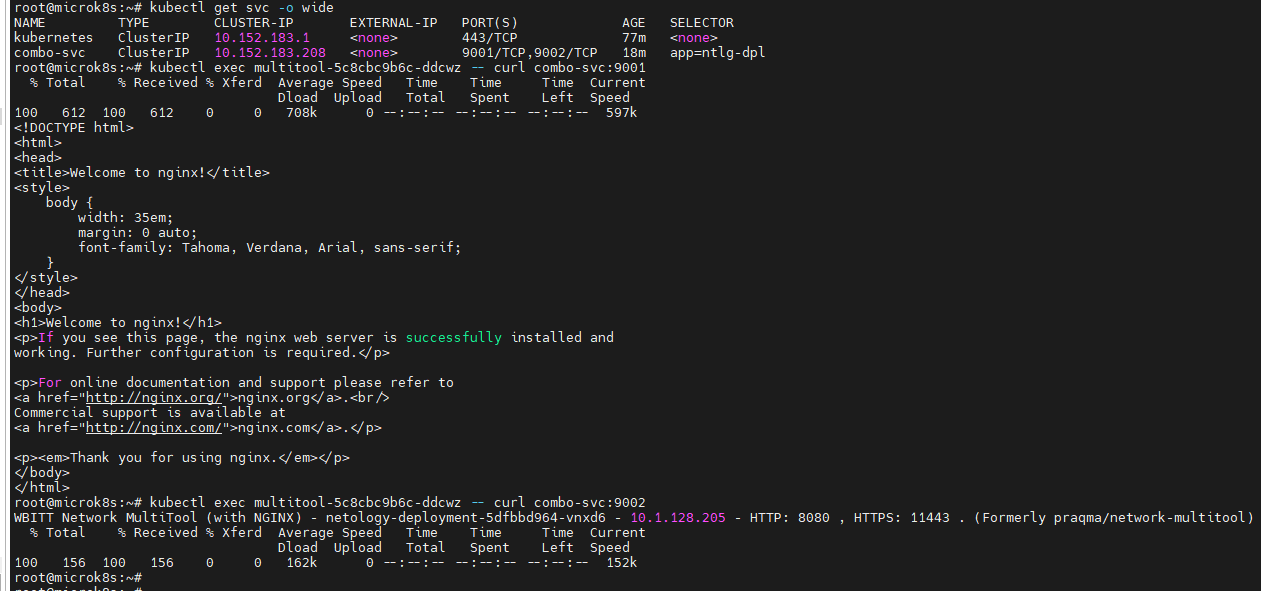 root@microk8s:~# kubectl get svc -o wide
NAME         TYPE        CLUSTER-IP       EXTERNAL-IP   PORT(S)             AGE   SELECTOR
kubernetes   ClusterIP   10.152.183.1     <none>        443/TCP             77m   <none>
combo-svc    ClusterIP   10.152.183.208   <none>        9001/TCP,9002/TCP   18m   app=ntlg-dpl
root@microk8s:~# kubectl exec multitool-5c8cbc9b6c-ddcwz -- curl combo-svc:9001
  % Total    % Received % Xferd  Average Speed   Time    Time     Time  Current
                                 Dload  Upload   Total   Spent    Left  Speed
100   612  100   612    0     0   708k      0 --:--:-- --:--:-- --:--:--  597k
<!DOCTYPE html>
<html>
<head>
<title>Welcome to nginx!</title>
<style>
    body {
        width: 35em;
        margin: 0 auto;
        font-family: Tahoma, Verdana, Arial, sans-serif;
    }
</style>
</head>
<body>
<h1>Welcome to nginx!</h1>
<p>If you see this page, the nginx web server is successfully installed and
working. Further configuration is required.</p>

<p>For online documentation and support please refer to
<a href="http://nginx.org/">nginx.org</a>.<br/>
Commercial support is available at
<a href="http://nginx.com/">nginx.com</a>.</p>

<p><em>Thank you for using nginx.</em></p>
</body>
</html>
root@microk8s:~# kubectl exec multitool-5c8cbc9b6c-ddcwz -- curl combo-svc:9002
WBITT Network MultiTool (with NGINX) - netology-deployment-5dfbbd964-vnxd6 - 10.1.128.205 - HTTP: 8080 , HTTPS: 11443 . (Formerly praqma/network-multitool)
  % Total    % Received % Xferd  Average Speed   Time    Time     Time  Current
                                 Dload  Upload   Total   Spent    Left  Speed
100   156  100   156    0     0   162k      0 --:--:-- --:--:-- --:--:--  152k
root@microk8s:~#